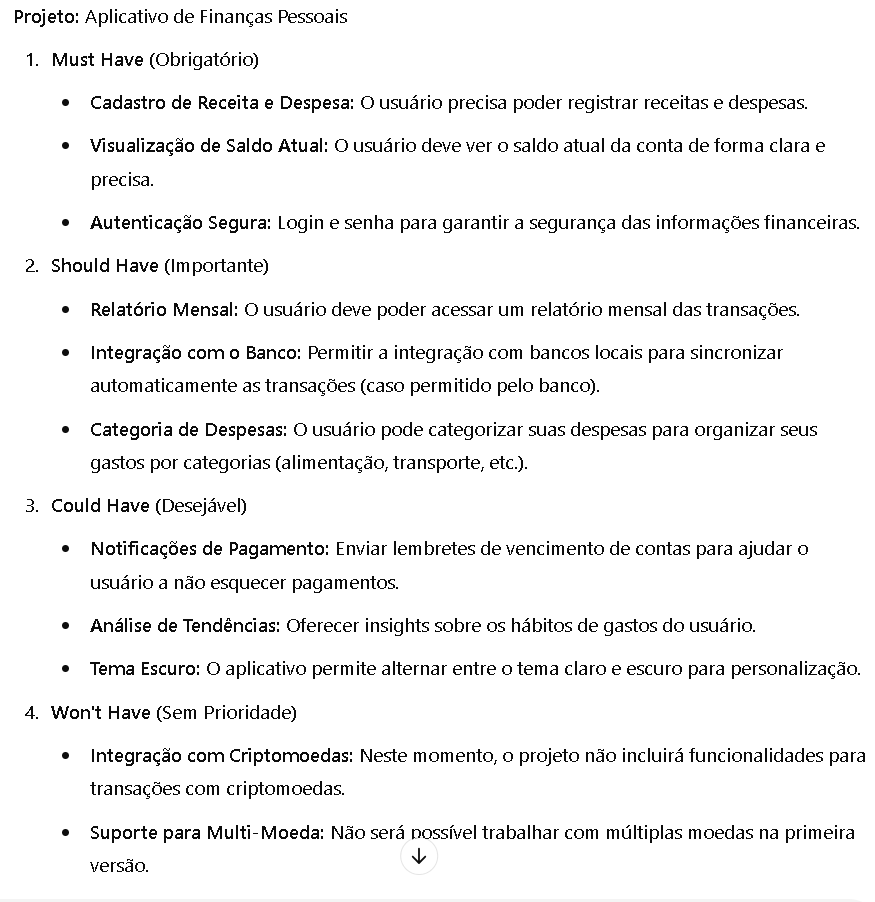 Projeto: Aplicativo de Finanças Pessoais
1. Must Have (Obrigatório)
• Cadastro de Receita e Despesa: O usuário precisa poder registrar receitas e despesas.
• Visualização de Saldo Atual: O usuário deve ver o saldo atual da conta de forma clara e
precisa.
• Autenticação Segura: Login e senha para garantir a segurança das informações financeiras.
2. Should Have (Importante)
• Relatório Mensal: O usuário deve poder acessar um relatório mensal das transações.
• Integração com o Banco: Permitir a integração com bancos locais para sincronizar
automaticamente as transações (caso permitido pelo banco).
• Categoria de Despesas: O usuário pode categorizar suas despesas para organizar seus
gastos por categorias (alimentação, transporte, etc.).
3. Could Have (Desejável)
• Notificações de Pagamento: Enviar lembretes de vencimento de contas para ajudar o
usuário a não esquecer pagamentos.
• Análise de Tendências: Oferecer insights sobre os hábitos de gastos do usuário.
• Tema Escuro: O aplicativo permite alternar entre o tema claro e escuro para personalização.
4. Won't Have (Sem Prioridade)
• Integração com Criptomoedas: Neste momento, o projeto não incluirá funcionalidades para
transações com criptomoedas.
• Suporte para Multi-Moeda: Não será possível trabalhar com múltiplas moedas na primeira
versão.